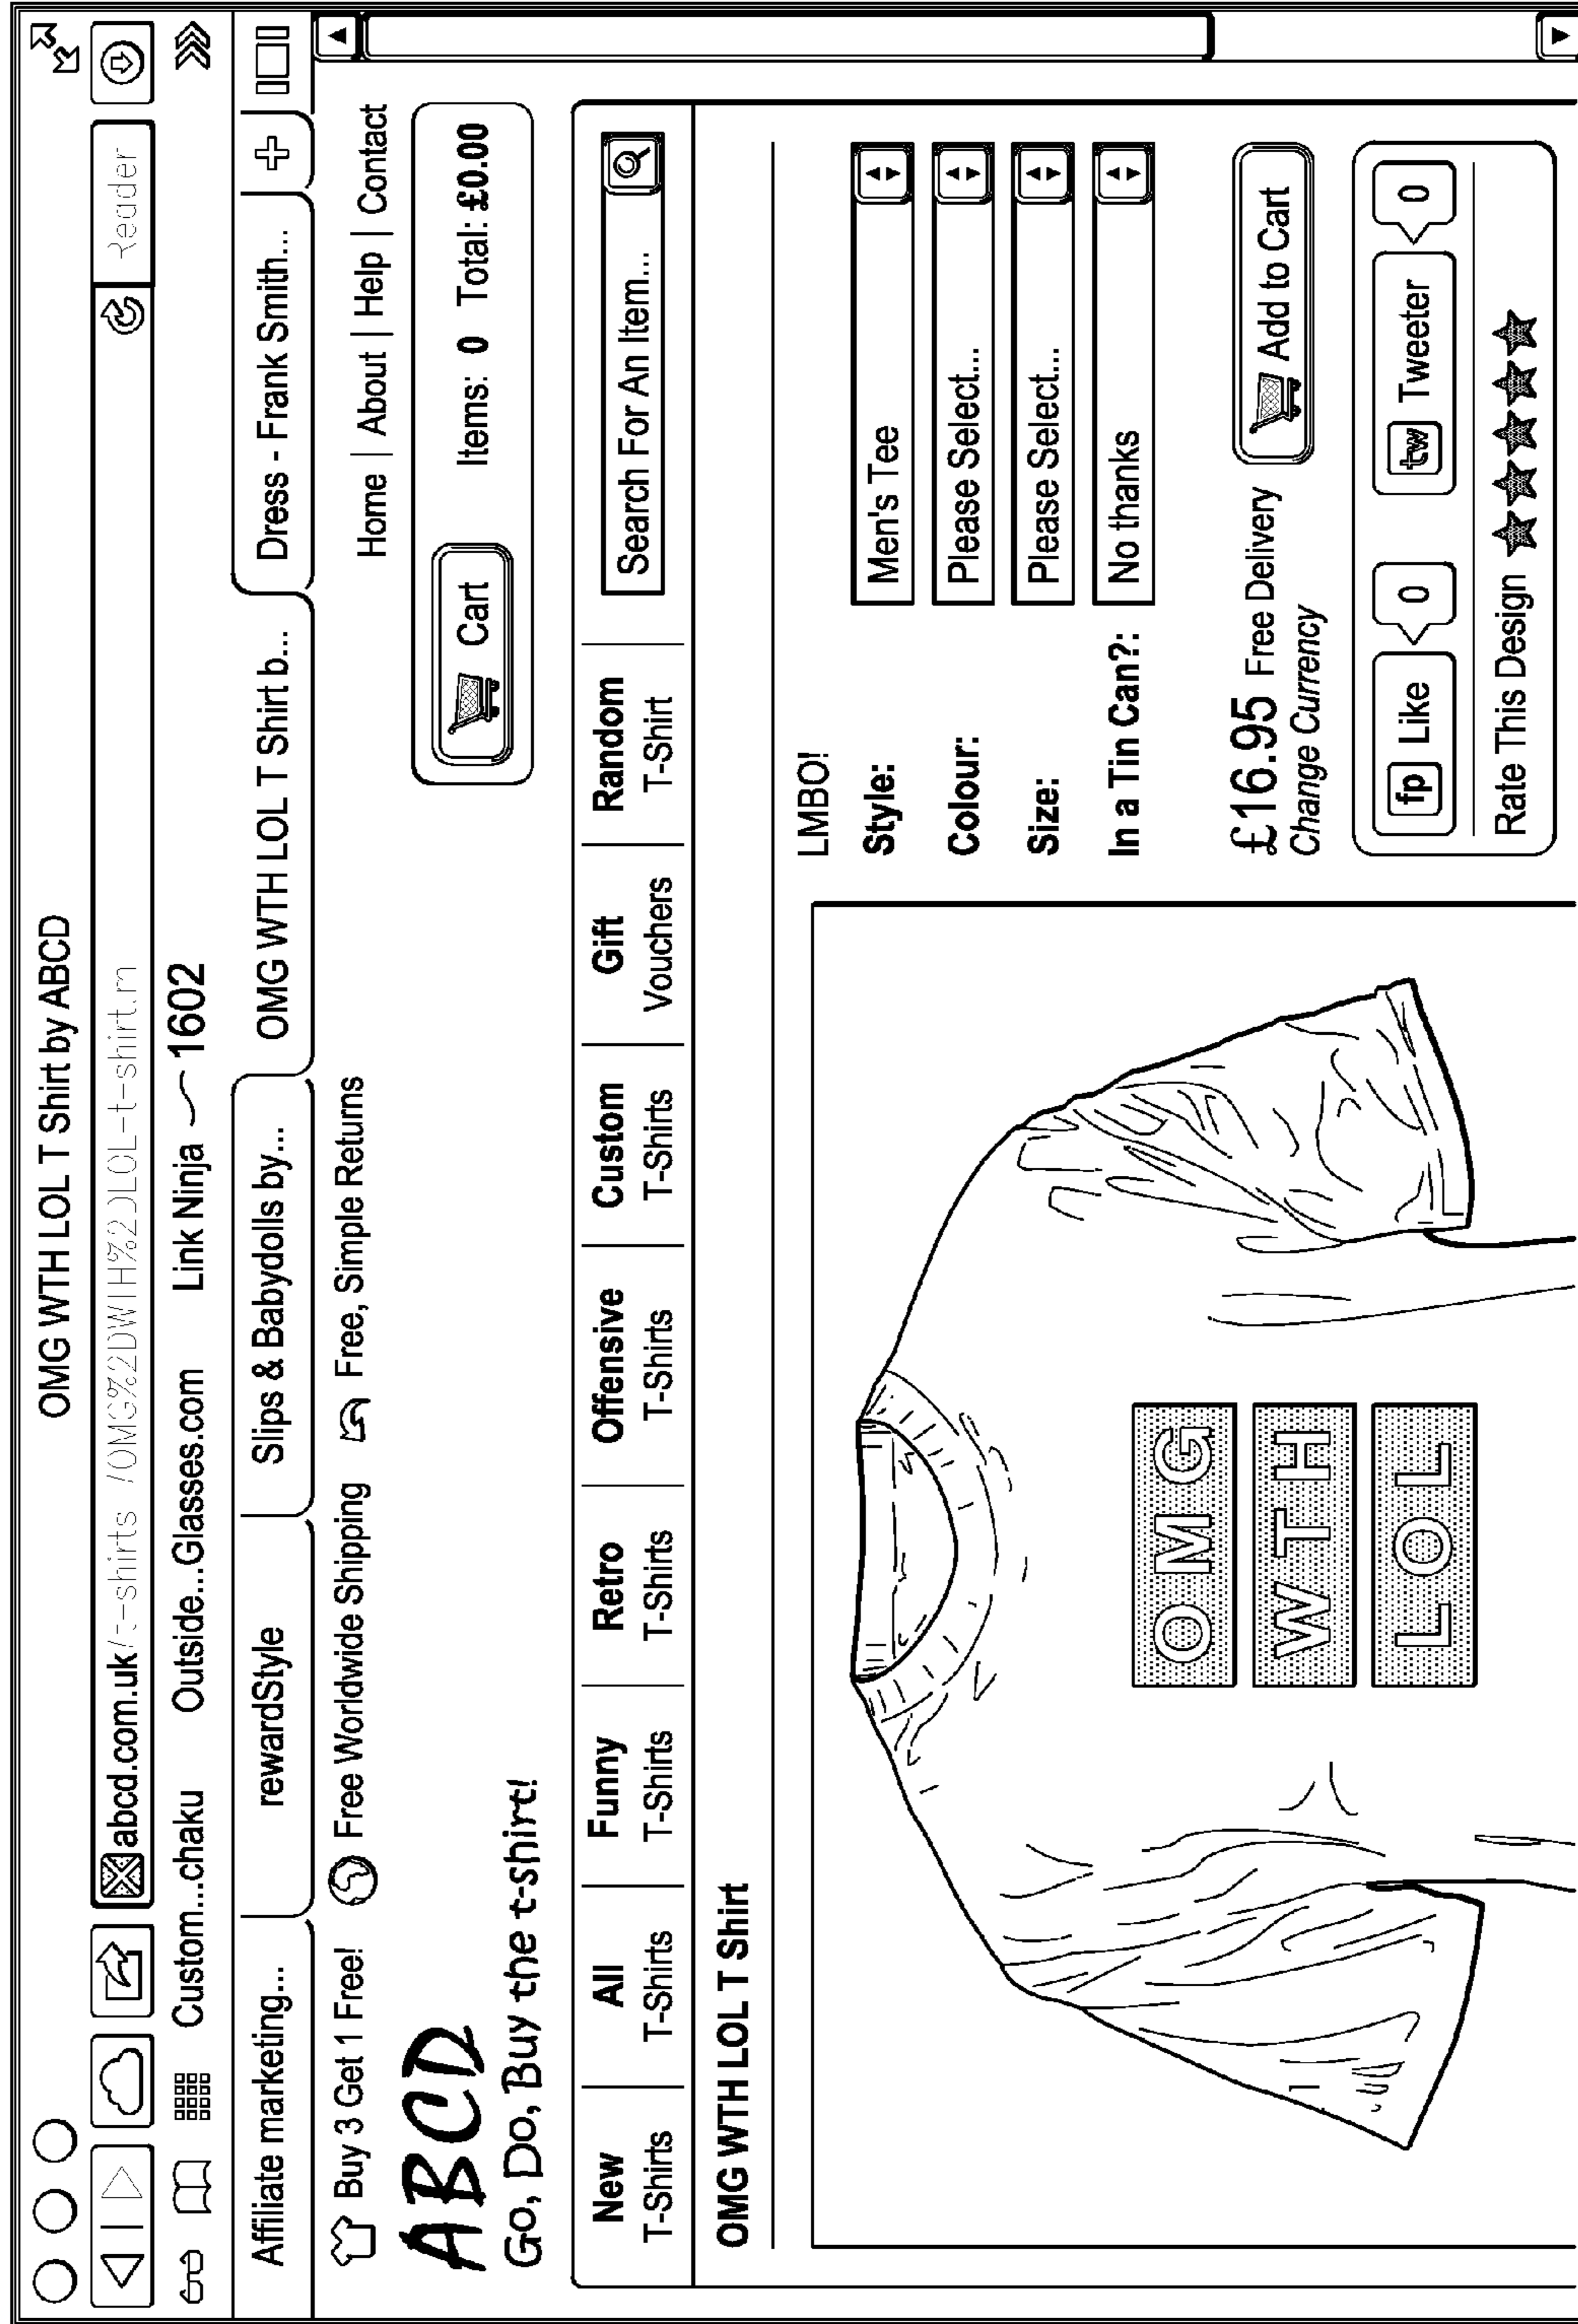 OMG WTH LOL T Shirt by ABCD
abcd.com.uk/t-shirts /OMG%2DWTH%2DLOL-t-shirt.m
Reader
Custom...chaku Outside...Glasses.com Link Ninja 1602
Affiliate marketing... rewardStyle Slips & Babydolls by... OMG WTH LOL T Shirt b... Dress - Frank Smith... +
Buy 3 Get 1 Free! Free Worldwide Shipping Free, Simple Returns
Home | About | Help | Contact
ABCD
Go, Do, Buy the t-shirt!
Cart Items: 0 Total: £0.00
New All Funny Retro Offensive Custom Gift Random
T-Shirts T-Shirts T-Shirts T-Shirts T-Shirts T-Shirts Vouchers T-Shirt
Search For An Item...
OMG WTH LOL T Shirt
OMG
WTH
LOL
LMBO!
Style: Men's Tee
Colour: Please Select...
Size: Please Select...
In a Tin Can?: No thanks
£16.95 Free Delivery
Change Currency
Add to Cart
fp Like 0 tw Tweeter 0
Rate This Design